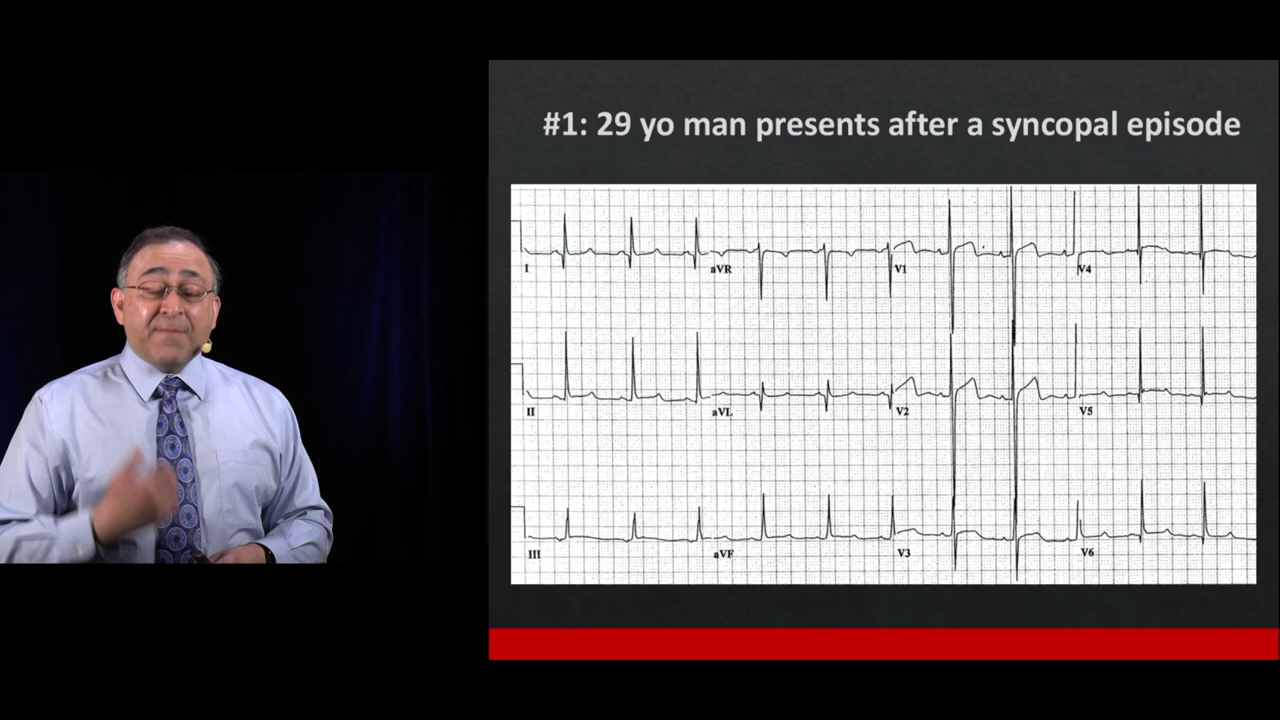 #1: 29 yo man presents after a syncopal episode
I aVR V1 V4
II aVL V2 V5
III aVF V3 V6